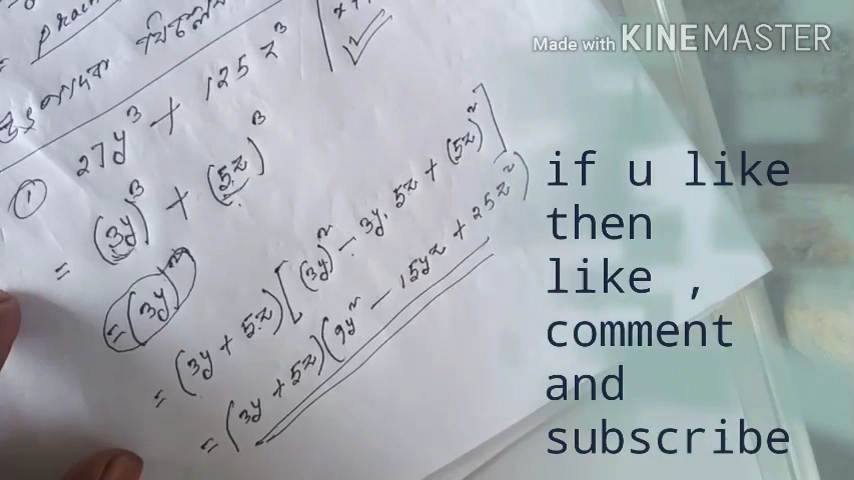 Made with KINEMASTER
① 27y³ + 125z³
= (3y)³ + (5z)³
= (3y)
= (3y + 5z) [(3y)² - 3y. 5z + (5z)²]
= (3y + 5z) (9y² - 15yz + 25z²)
if u like
then
like ,
comment
and
subscribe